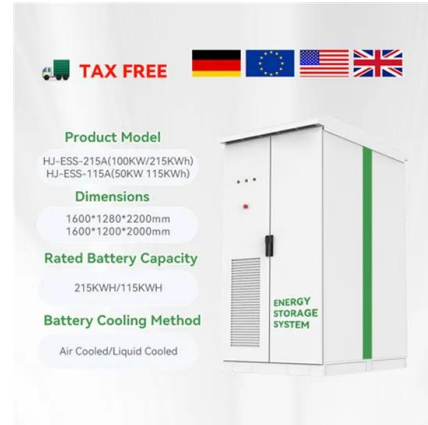 TAX FREE
Product Model
HJ-ESS-215A(100KW/215KWh)
HJ-ESS-115A(50KW 115KWh)
Dimensions
1600*1280*2200mm
1600*1200*2000mm
Rated Battery Capacity
215KWH/115KWH
Battery Cooling Method
Air Cooled/Liquid Cooled
ENERGY
STORAGE
SYSTEM